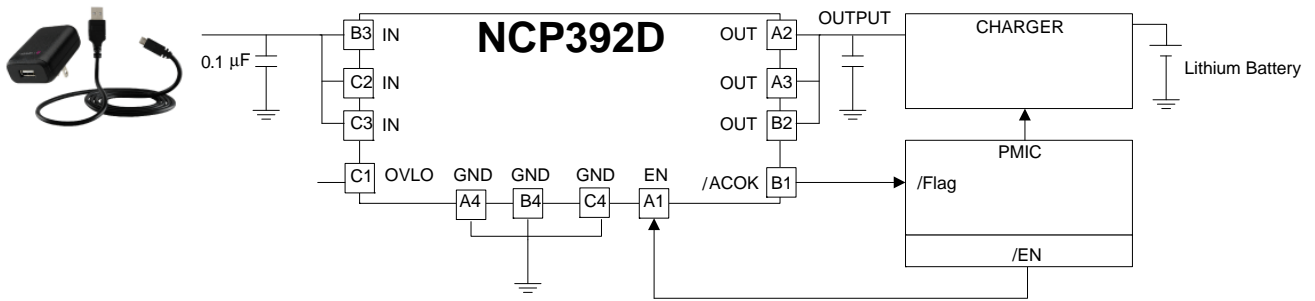 NCP392D
OUTPUT
CHARGER
B3 IN
OUT A2
0.1 µF
C2 IN
OUT A3
Lithium Battery
C3 IN
OUT B2
PMIC
C1 OVLO
GND GND GND EN
/ACOK B1
/Flag
A4 B4 C4 A1
/EN